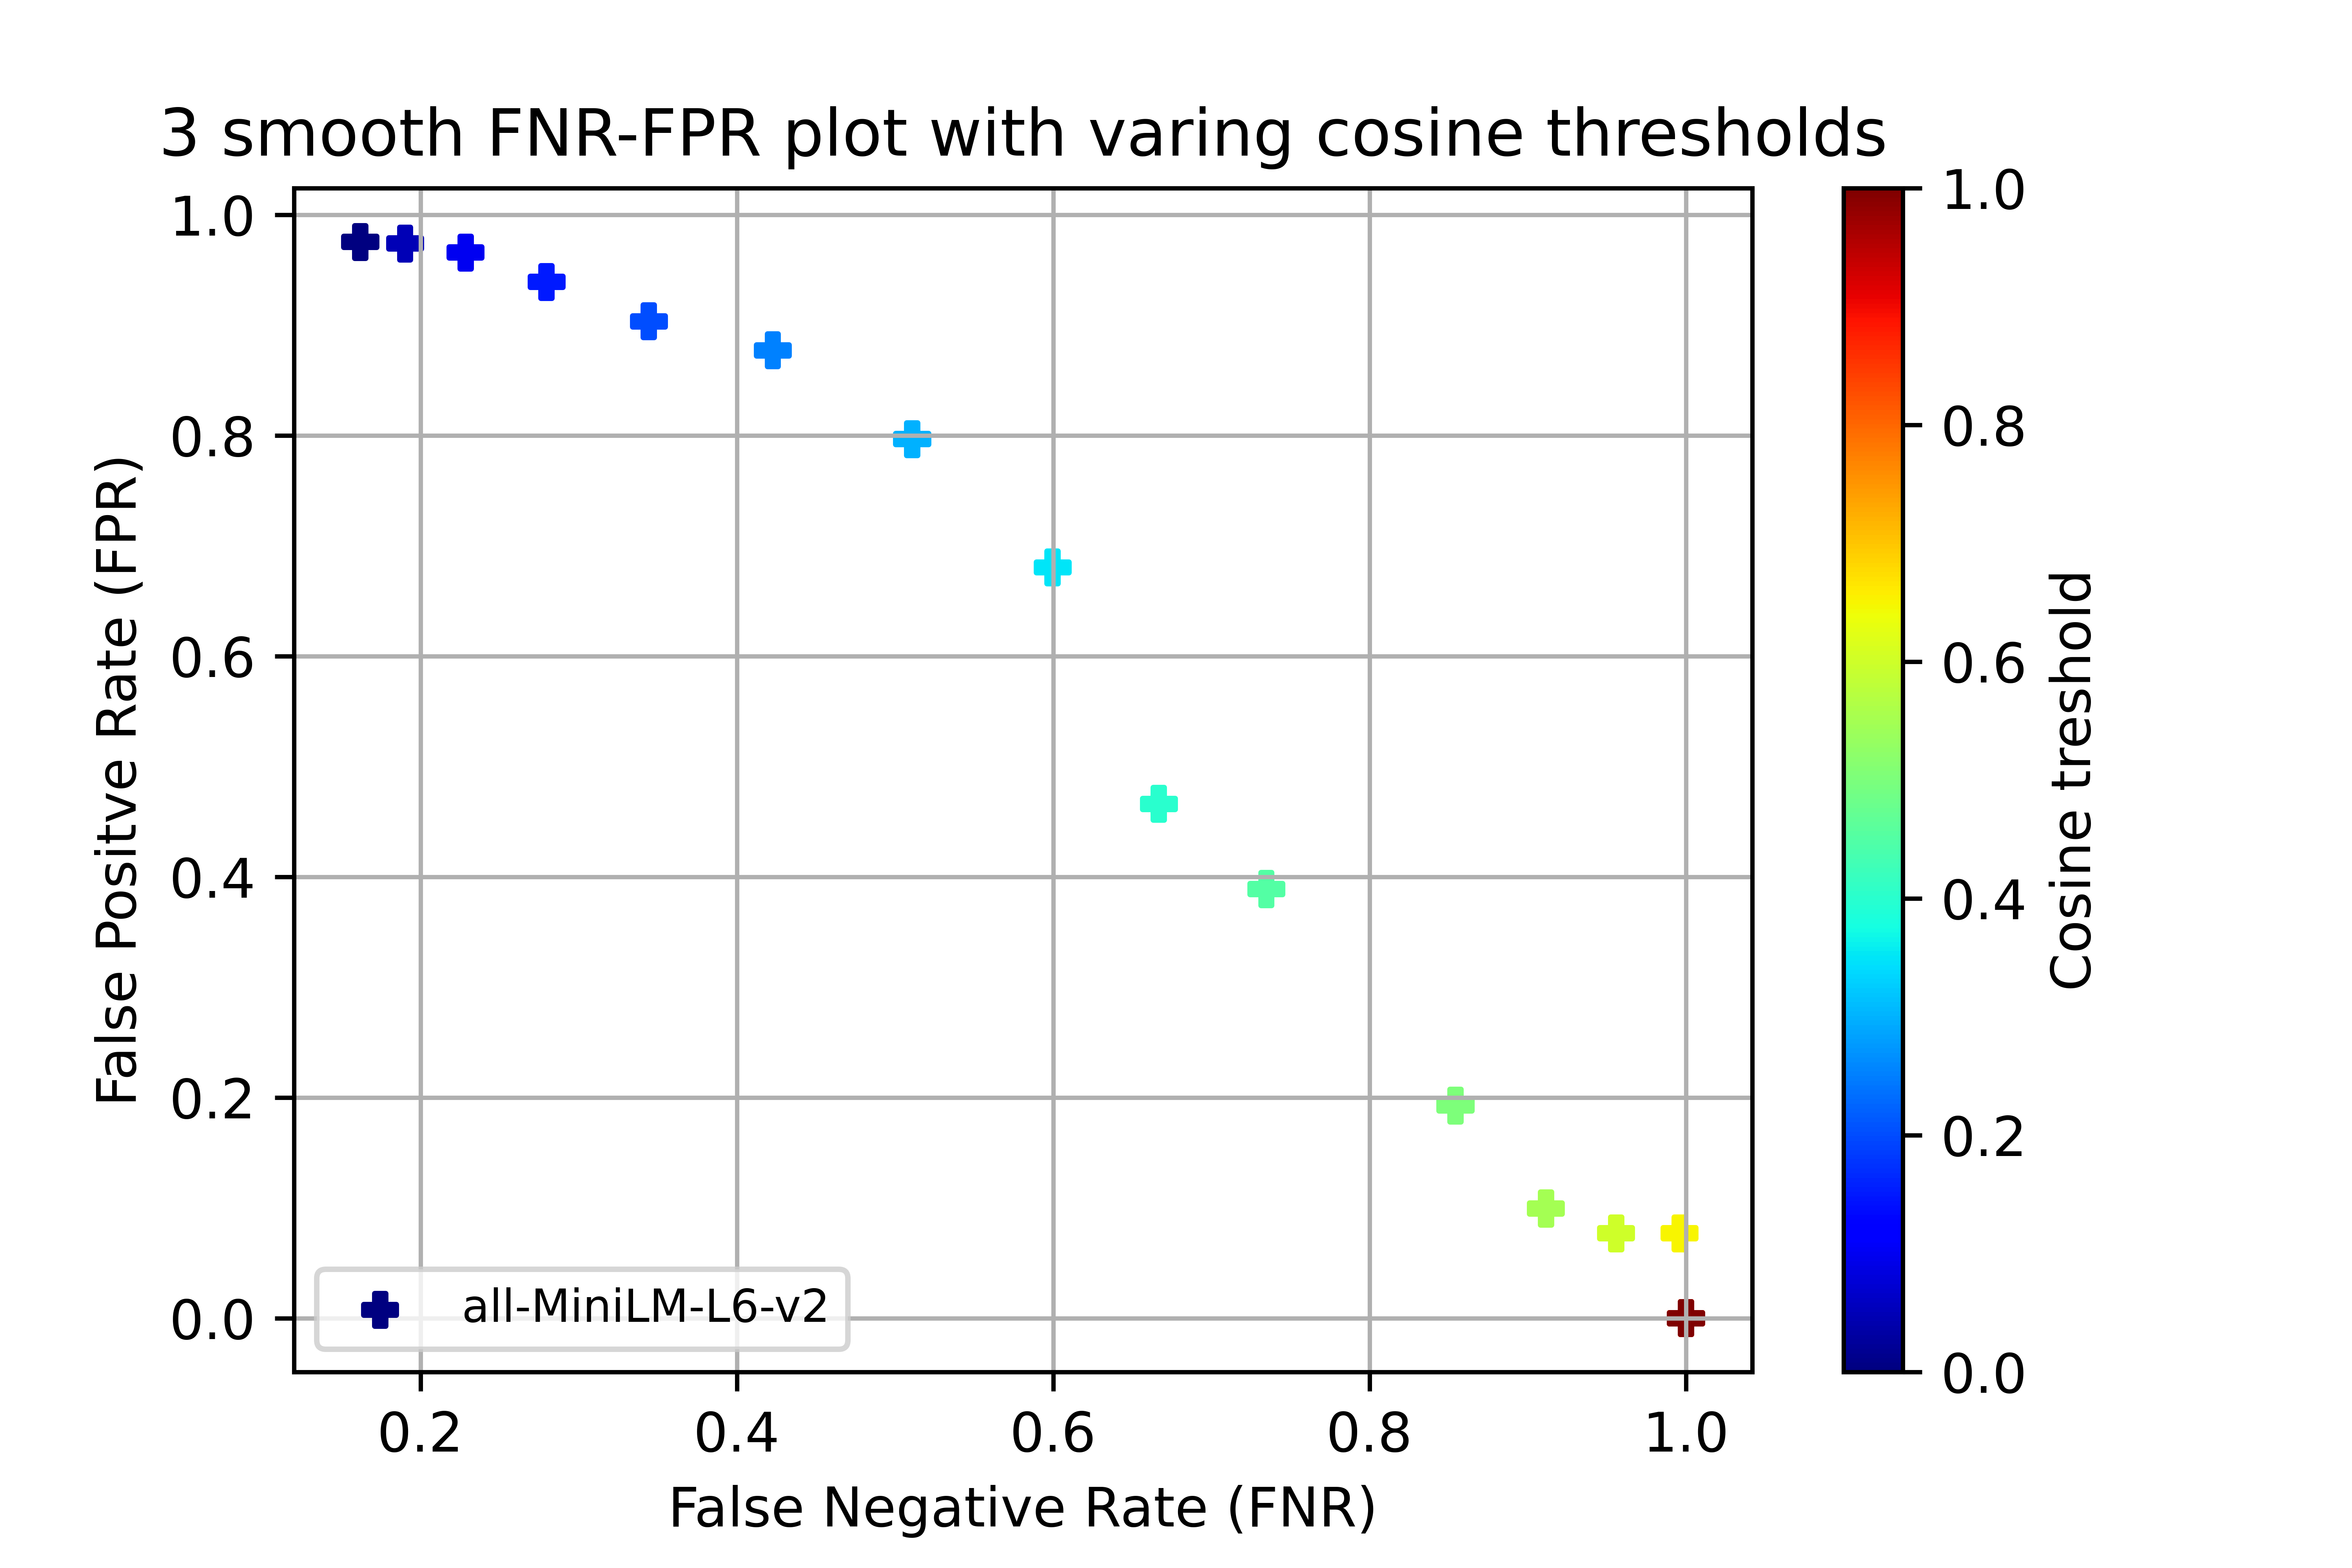 3 smooth FNR-FPR plot with varing cosine thresholds
False Positve Rate (FPR)
1.0
0.8
0.6
0.4
0.2
0.0
all-MiniLM-L6-v2
0.2 0.4 0.6 0.8 1.0
False Negative Rate (FNR)
1.0
0.8
0.6
0.4
0.2
0.0
Cosine treshold